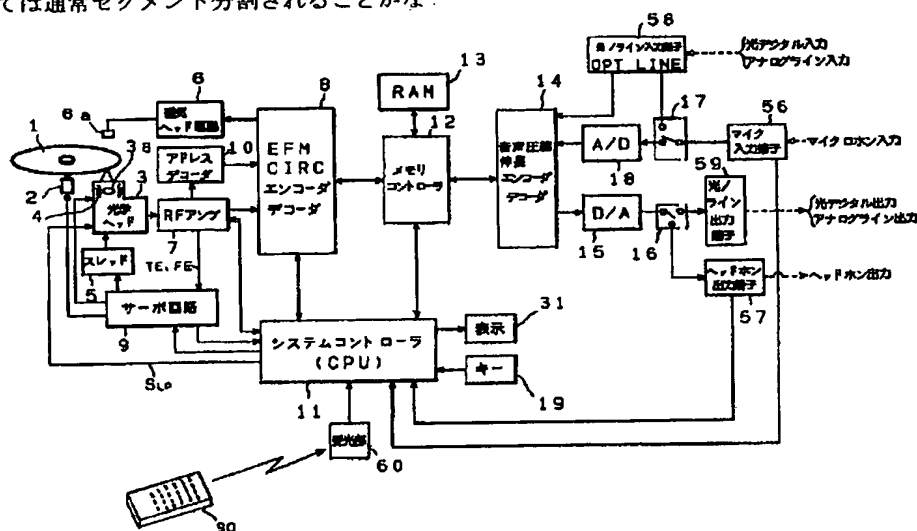 ては通常セグメント分割されることがな
58
光/ライン入力端子
OPT LINE
光デジタル入力
アナログライン入力
13
RAM
6
6a
磁気
ヘッド駆動
8
EFM
CIRC
エンコーダ
デコーダ
12
メモリ
コントローラ
14
音声圧縮
伸長
エンコーダ
デコーダ
17
56
マイク
入力端子
マイクロホン入力
1
2
3a
3
4
光学
ヘッド
10
アドレス
デコーダ
RFアンプ
7
A/D
18
D/A
15
16
59
光/
ライン
出力
端子
光デジタル出力
アナログライン出力
ヘッドホン
出力端子
57
ヘッドホン出力
スレッド
5
TE、FE
サーボ回路
9
システムコントローラ
(CPU)
11
表示
31
キー
19
SLP
受光部
60
90